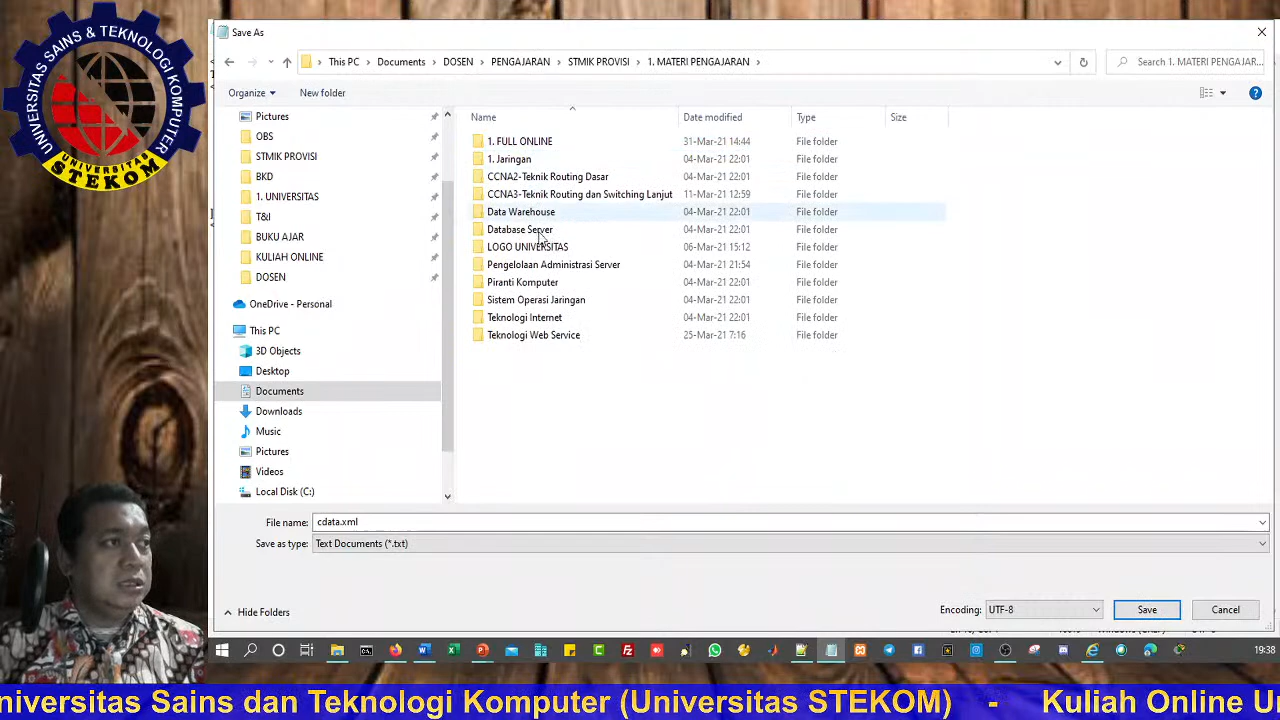 UNIVERSITAS SAINS & TEKNOLOGI KOMPUTER
UNIVERSITAS
STEKOM
Save As
This PC > Documents > DOSEN > PENGAJARAN > STMIK PROVISI > 1. MATERI PENGAJARAN >
Search 1. MATERI PENGAJAR...
Organize
New folder
Pictures
OBS
STMIK PROVISI
BKD
1. UNIVERSITAS
T&I
BUKU AJAR
KULIAH ONLINE
DOSEN
OneDrive - Personal
This PC
3D Objects
Desktop
Documents
Downloads
Music
Pictures
Videos
Local Disk (C:)
Name Date modified Type Size
1. FULL ONLINE 31-Mar-21 14:44 File folder
1. Jaringan 04-Mar-21 22:01 File folder
CCNA2-Teknik Routing Dasar 04-Mar-21 22:01 File folder
CCNA3-Teknik Routing dan Switching Lanjut 11-Mar-21 12:59 File folder
Data Warehouse 04-Mar-21 22:01 File folder
Database Server 04-Mar-21 22:01 File folder
LOGO UNIVERSITAS 06-Mar-21 15:12 File folder
Pengelolaan Administrasi Server 04-Mar-21 21:54 File folder
Piranti Komputer 04-Mar-21 22:01 File folder
Sistem Operasi Jaringan 04-Mar-21 22:01 File folder
Teknologi Internet 04-Mar-21 22:01 File folder
Teknologi Web Service 25-Mar-21 7:16 File folder
File name: cdata.xml
Save as type: Text Documents (*.txt)
Hide Folders
Encoding: UTF-8
Save
Cancel
19:38
niversitas Sains dan Teknologi Komputer (Universitas STEKOM) - Kuliah Online U